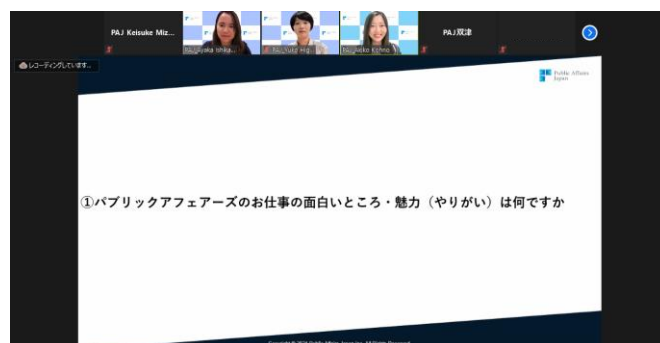 PAJ Keisuke Miz...
PAJ双津
レコーディングしています...
Public Affairs
Japan
①パブリックアフェアーズのお仕事の面白いところ・魅力（やりがい）は何ですか